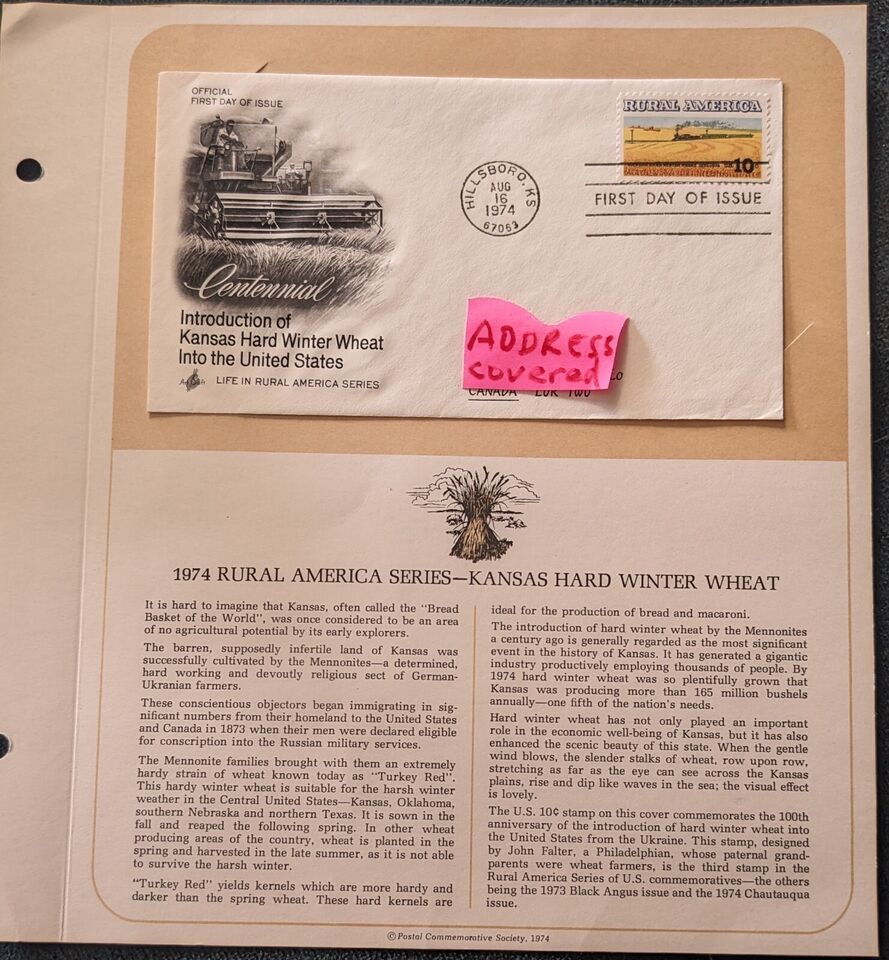 OFFICIAL
FIRST DAY OF ISSUE
RURAL AMERICA
10
HILLSBORO, KS
AUG
16
1974
67063
FIRST DAY OF ISSUE
Centennial
Introduction of
Kansas Hard Winter Wheat
Into the United States
LIFE IN RURAL AMERICA SERIES
ADDRESS
covered
CANADA
1974 RURAL AMERICA SERIES—KANSAS HARD WINTER WHEAT
It is hard to imagine that Kansas, often called the "Bread
Basket of the World", was once considered to be an area
of no agricultural potential by its early explorers.
The barren, supposedly infertile land of Kansas was
successfully cultivated by the Mennonites—a determined,
hard working and devoutly religious sect of German-
Ukranian farmers.
These conscientious objectors began immigrating in sig-
nificant numbers from their homeland to the United States
and Canada in 1873 when their men were declared eligible
for conscription into the Russian military services.
The Mennonite families brought with them an extremely
hardy strain of wheat known today as "Turkey Red".
This hardy winter wheat is suitable for the harsh winter
weather in the Central United States—Kansas, Oklahoma,
southern Nebraska and northern Texas. It is sown in the
fall and reaped the following spring. In other wheat
producing areas of the country, wheat is planted in the
spring and harvested in the late summer, as it is not able
to survive the harsh winter.
"Turkey Red" yields kernels which are more hardy and
darker than the spring wheat. These hard kernels are
ideal for the production of bread and macaroni.
The introduction of hard winter wheat by the Mennonites
a century ago is generally regarded as the most significant
event in the history of Kansas. It has generated a gigantic
industry productively employing thousands of people. By
1974 hard winter wheat was so plentifully grown that
Kansas was producing more than 165 million bushels
annually—one fifth of the nation's needs.
Hard winter wheat has not only played an important
role in the economic well-being of Kansas, but it has also
enhanced the scenic beauty of this state. When the gentle
wind blows, the slender stalks of wheat, row upon row,
stretching as far as the eye can see across the Kansas
plains, rise and dip like waves in the sea; the visual effect
is lovely.
The U.S. 10¢ stamp on this cover commemorates the 100th
anniversary of the introduction of hard winter wheat into
the United States from the Ukraine. This stamp, designed
by John Falter, a Philadelphian, whose paternal grand-
parents were wheat farmers, is the third stamp in the
Rural America Series of U.S. commemoratives—the others
being the 1973 Black Angus issue and the 1974 Chautauqua
issue.
© Postal Commemorative Society, 1974